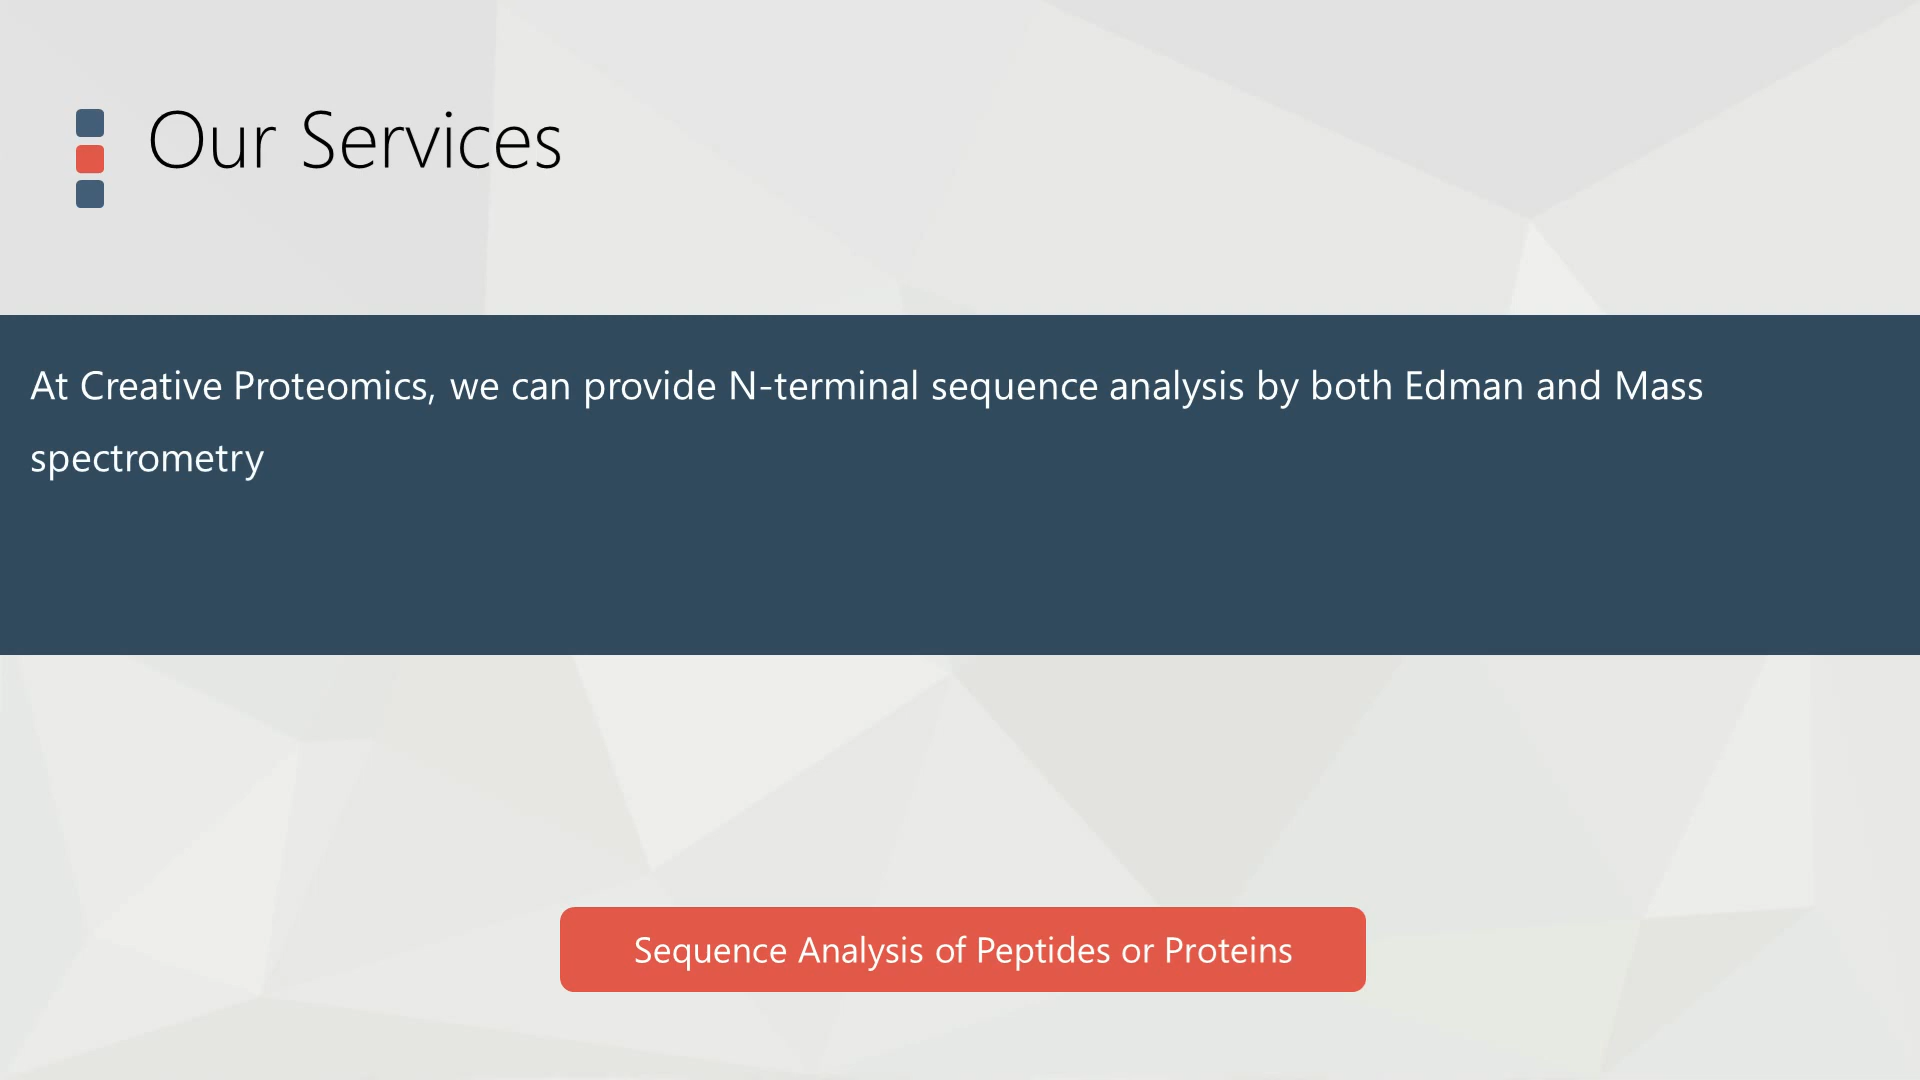 Our Services
At Creative Proteomics, we can provide N-terminal sequence analysis by both Edman and Mass
spectrometry
Sequence Analysis of Peptides or Proteins